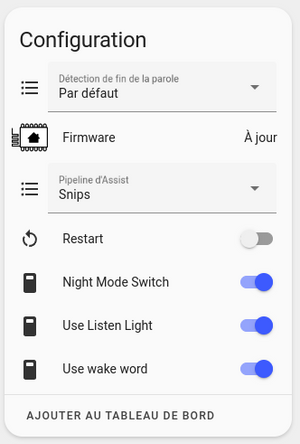 Configuration
Détection de fin de la parole
Par défaut
Firmware À jour
Pipeline d'Assist
Snips
Restart
Night Mode Switch
Use Listen Light
Use wake word
AJOUTER AU TABLEAU DE BORD